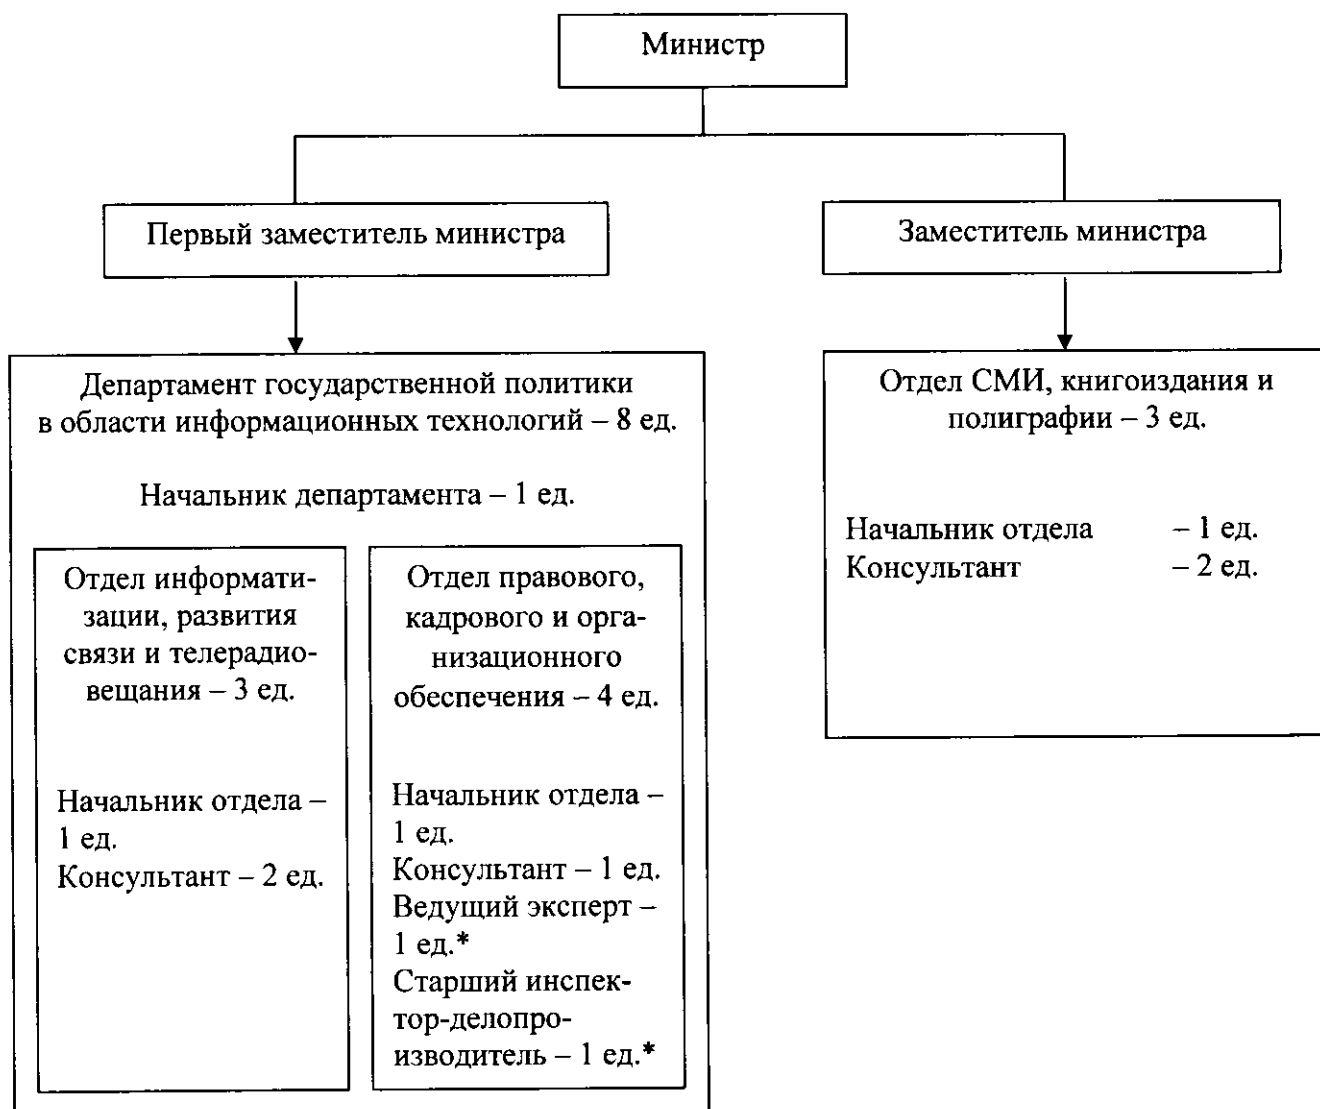 Министр
Первый заместитель министра
Заместитель министра
Департамент государственной политики
в области информационных технологий – 8 ед.
Начальник департамента – 1 ед.
Отдел информати-
зации, развития
связи и телерадио-
вещания – 3 ед.
Начальник отдела –
1 ед.
Консультант – 2 ед.
Отдел правового,
кадрового и орга-
низационного
обеспечения – 4 ед.
Начальник отдела –
1 ед.
Консультант – 1 ед.
Ведущий эксперт –
1 ед.*
Старший инспек-
тор-делопро-
изводитель – 1 ед.*
Отдел СМИ, книгоиздания и
полиграфии – 3 ед.
Начальник отдела – 1 ед.
Консультант – 2 ед.